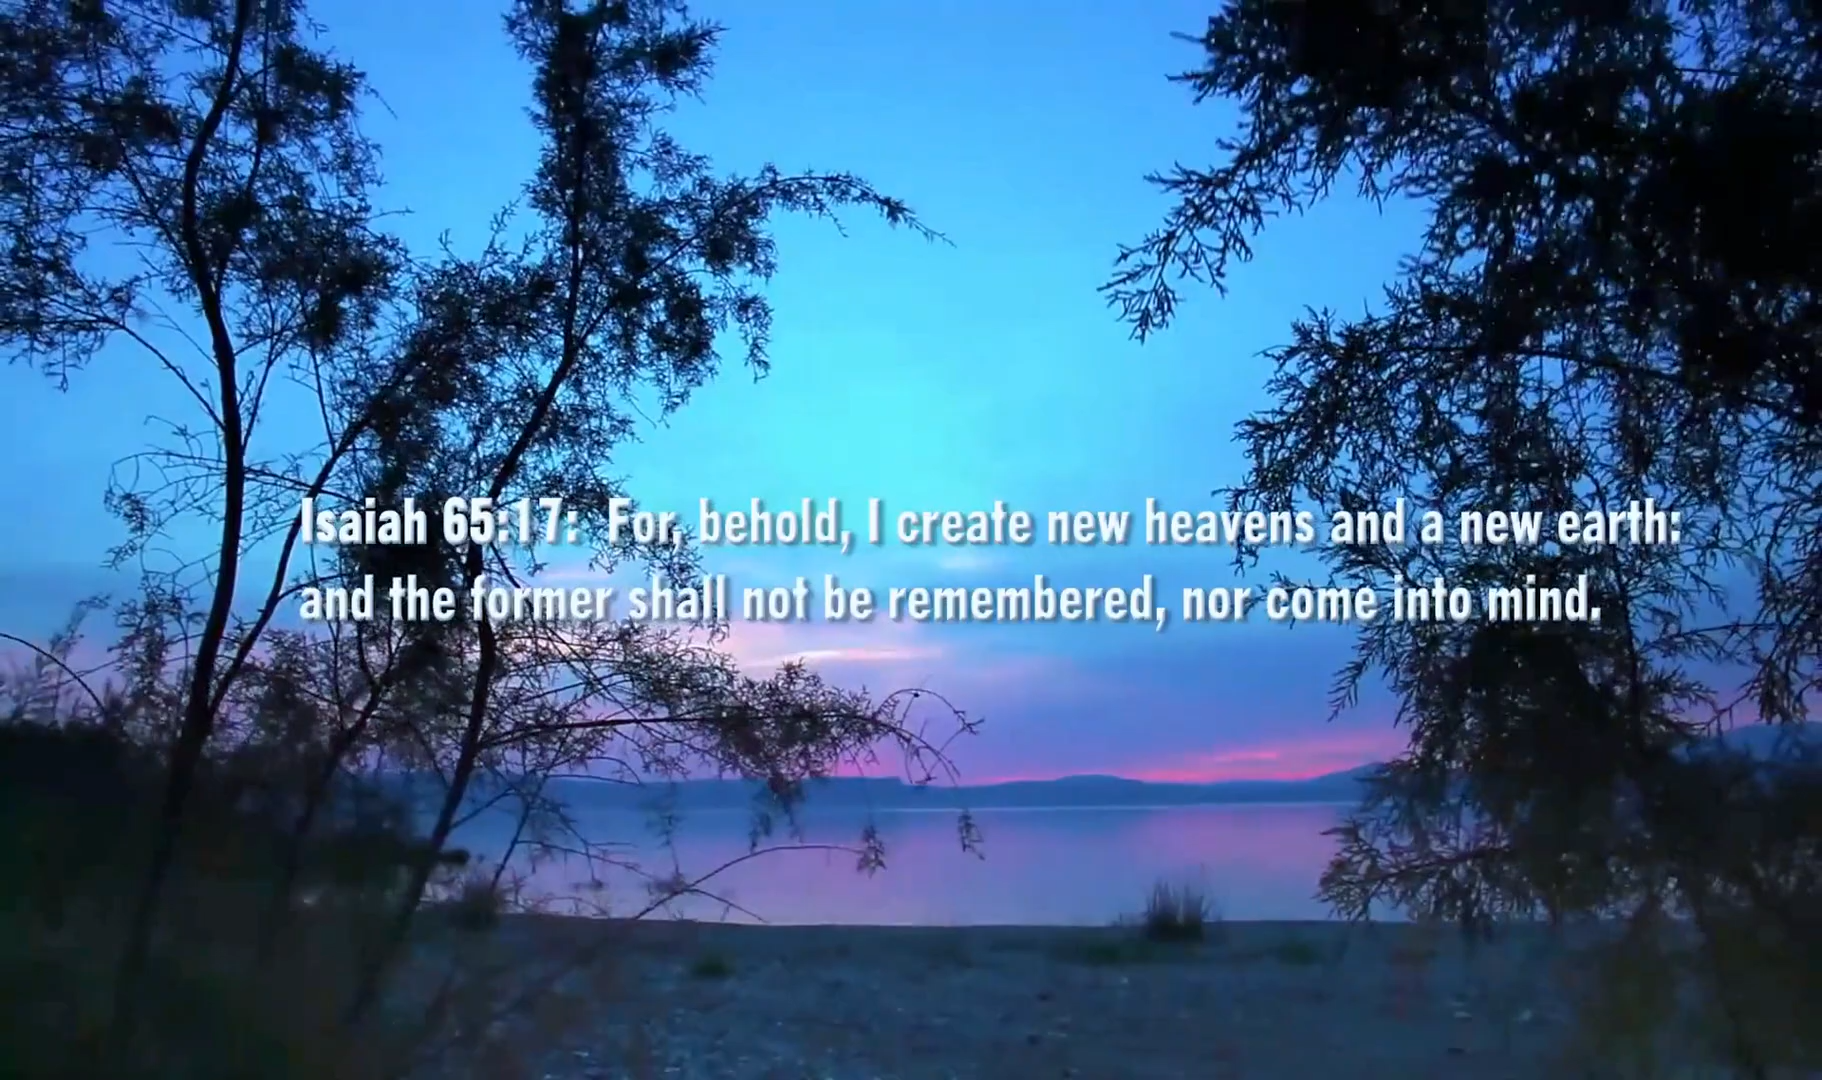 Isaiah 65:17:  For, behold, I create new heavens and a new earth:
and the former shall not be remembered, nor come into mind.